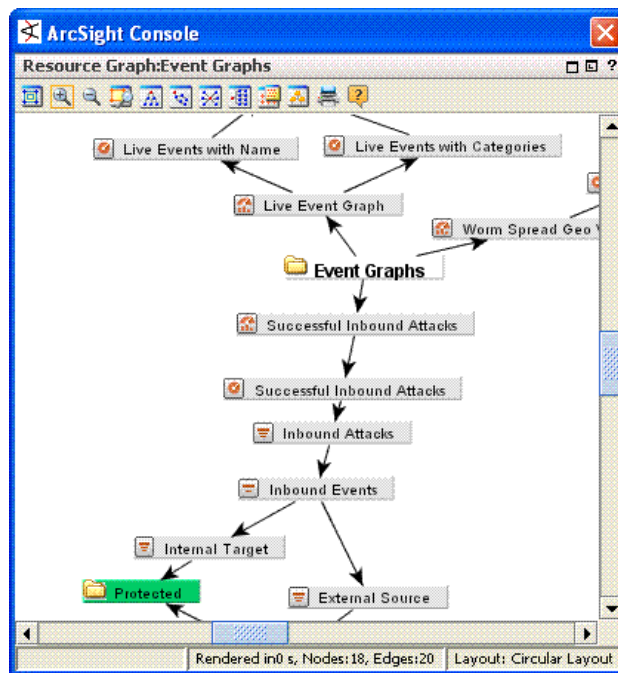 ArcSight Console
Resource Graph:Event Graphs
Live Events with Name
Live Events with Categories
Live Event Graph
Worm Spread Geo V
Event Graphs
Successful Inbound Attacks
Successful Inbound Attacks
Inbound Attacks
Inbound Events
Internal Target
Protected
External Source
Rendered in0 s, Nodes:18, Edges:20
Layout: Circular Layout